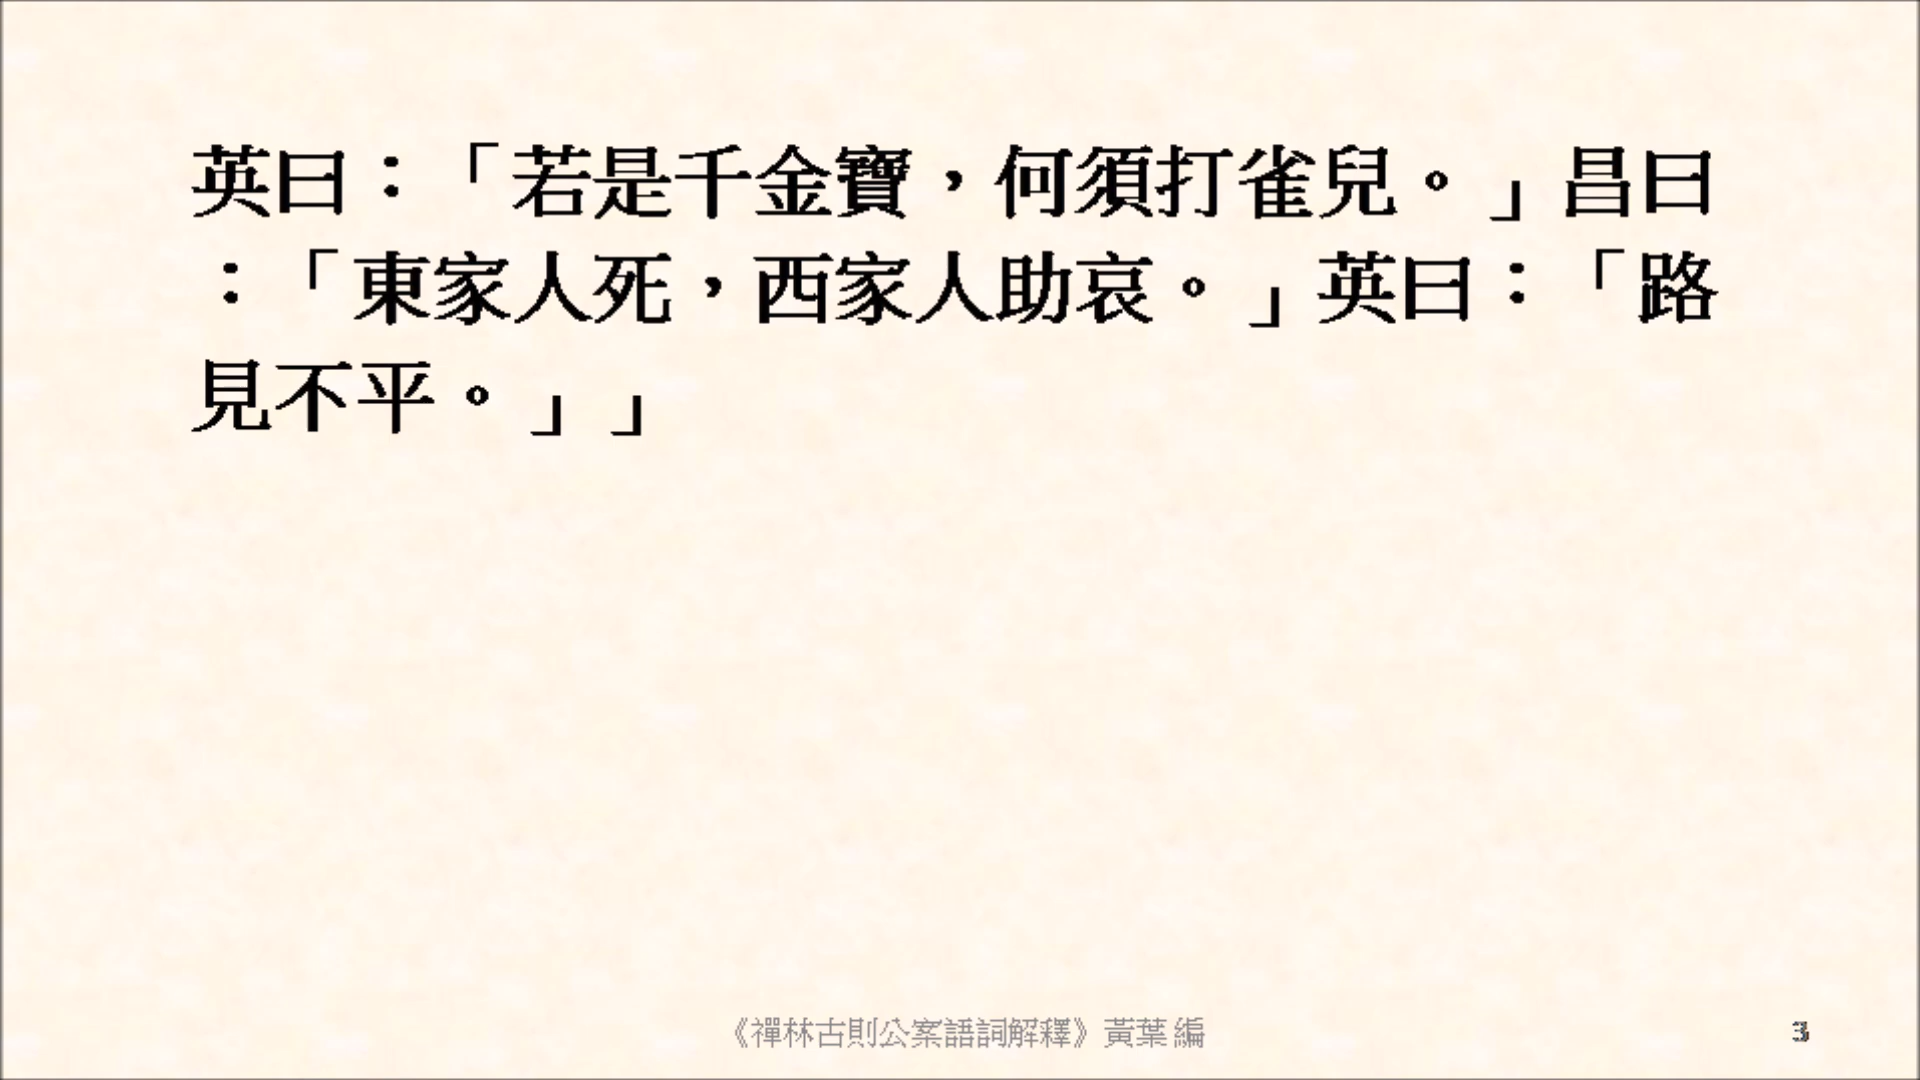 英曰：「若是千金寶，何須打雀兒。」昌曰
：「東家人死，西家人助哀。」英曰：「路
見不平。」」
《禪林古則公案語詞解釋》黃葉 編
3